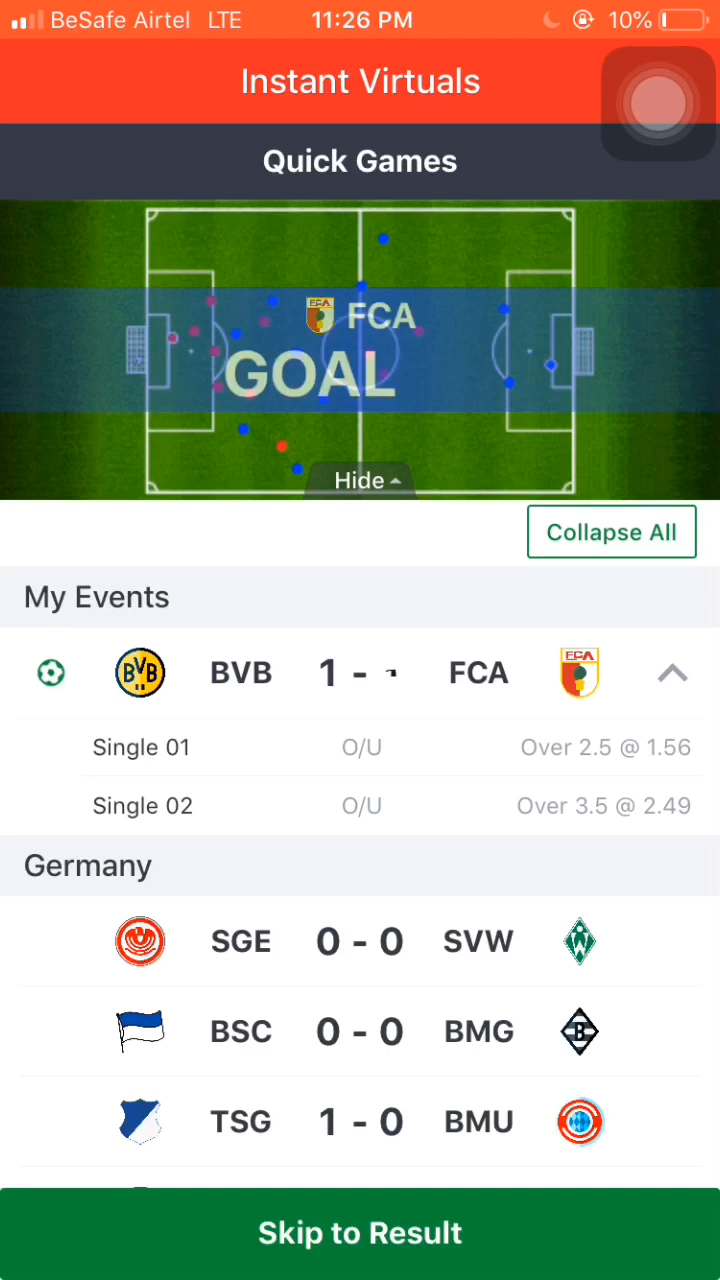 BeSafe Airtel LTE 11:26 PM 10%
Instant Virtuals
Quick Games
FCA
GOAL
Hide
Collapse All
My Events
BVB BVB 1 - FCA FCA
Single 01 O/U Over 2.5 @ 1.56
Single 02 O/U Over 3.5 @ 2.49
Germany
SGE 0 - 0 SVW W
BSC 0 - 0 BMG B
TSG 1 - 0 BMU
Skip to Result